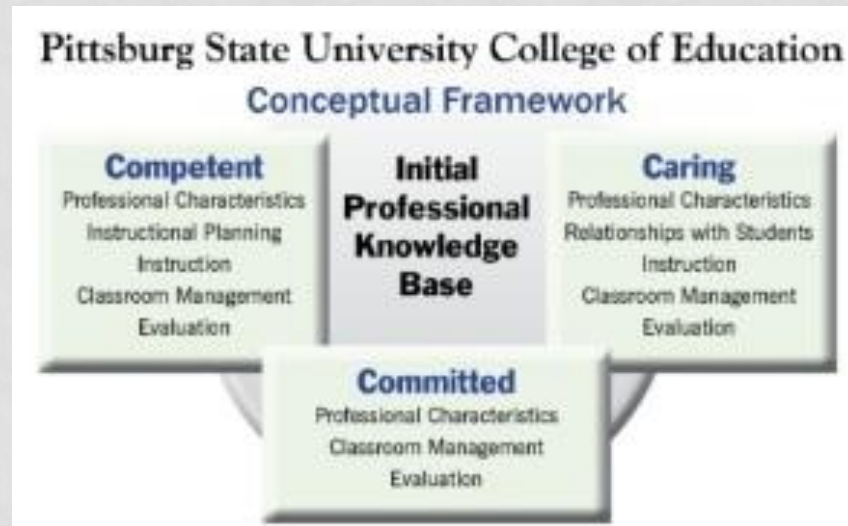 Pittsburg State University College of Education
Conceptual Framework
Competent
Professional Characteristics
Instructional Planning
Instruction
Classroom Management
Evaluation
Initial
Professional
Knowledge
Base
Caring
Professional Characteristics
Relationships with Students
Instruction
Classroom Management
Evaluation
Committed
Professional Characteristics
Classroom Management
Evaluation